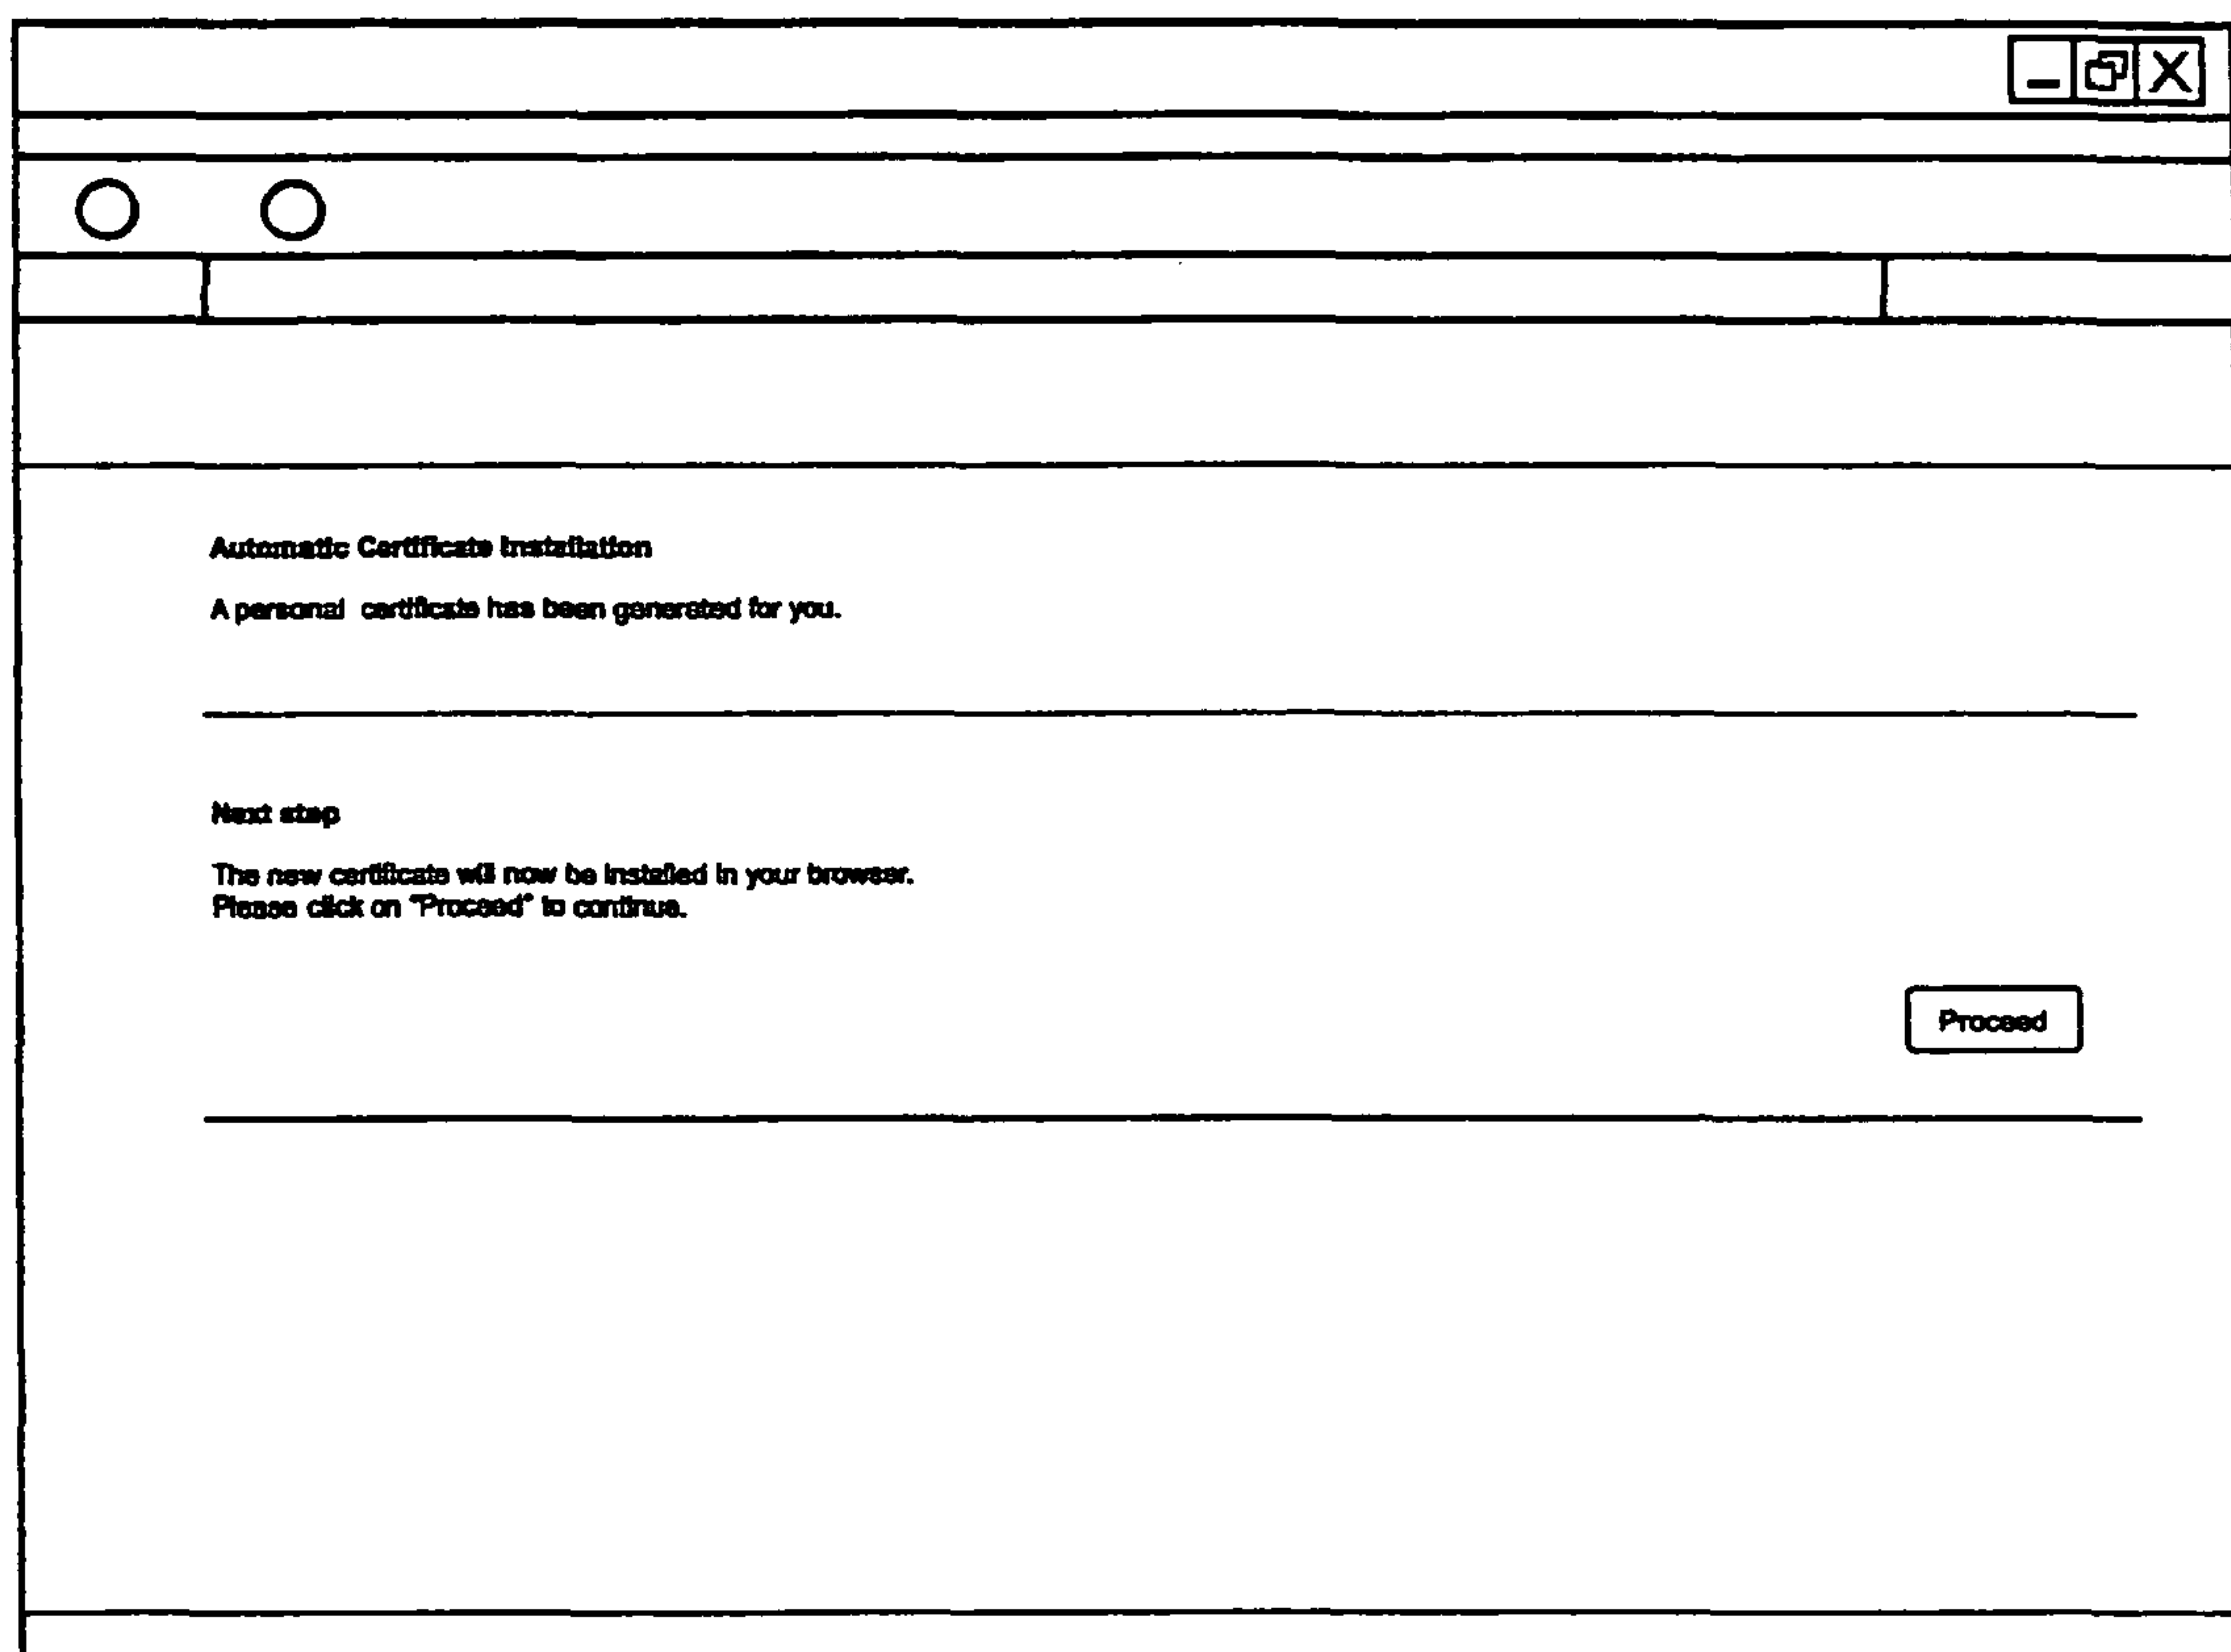 Automatic Certificate Installation
A personal certificate has been generated for you.
Next step
The new certificate will now be installed in your browser.
Please click on "Proceed" to continue.
Proceed